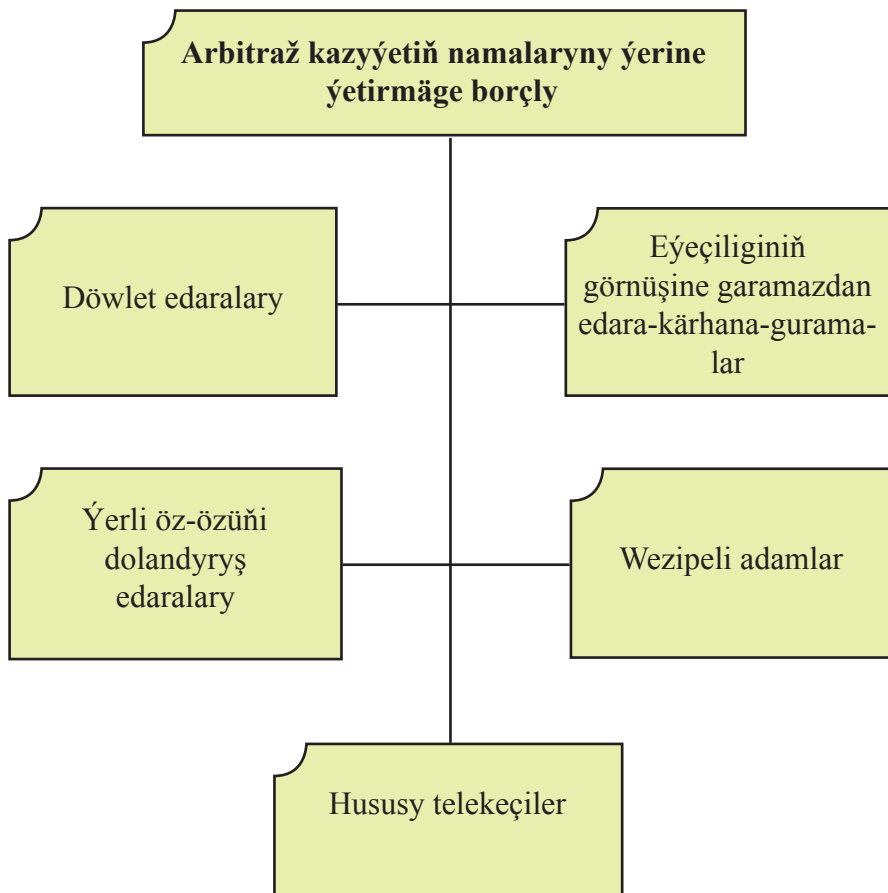 Arbitraž kazyýetiň namalaryny ýerine
ýetirmäge borçly
Döwlet edaralary
Eýeçiliginiň
görnüşine garamazdan
edara-kärhana-gurama-
lar
Ýerli öz-özüňi
dolandyryş
edaralary
Wezipeli adamlar
Hususy telekeçiler